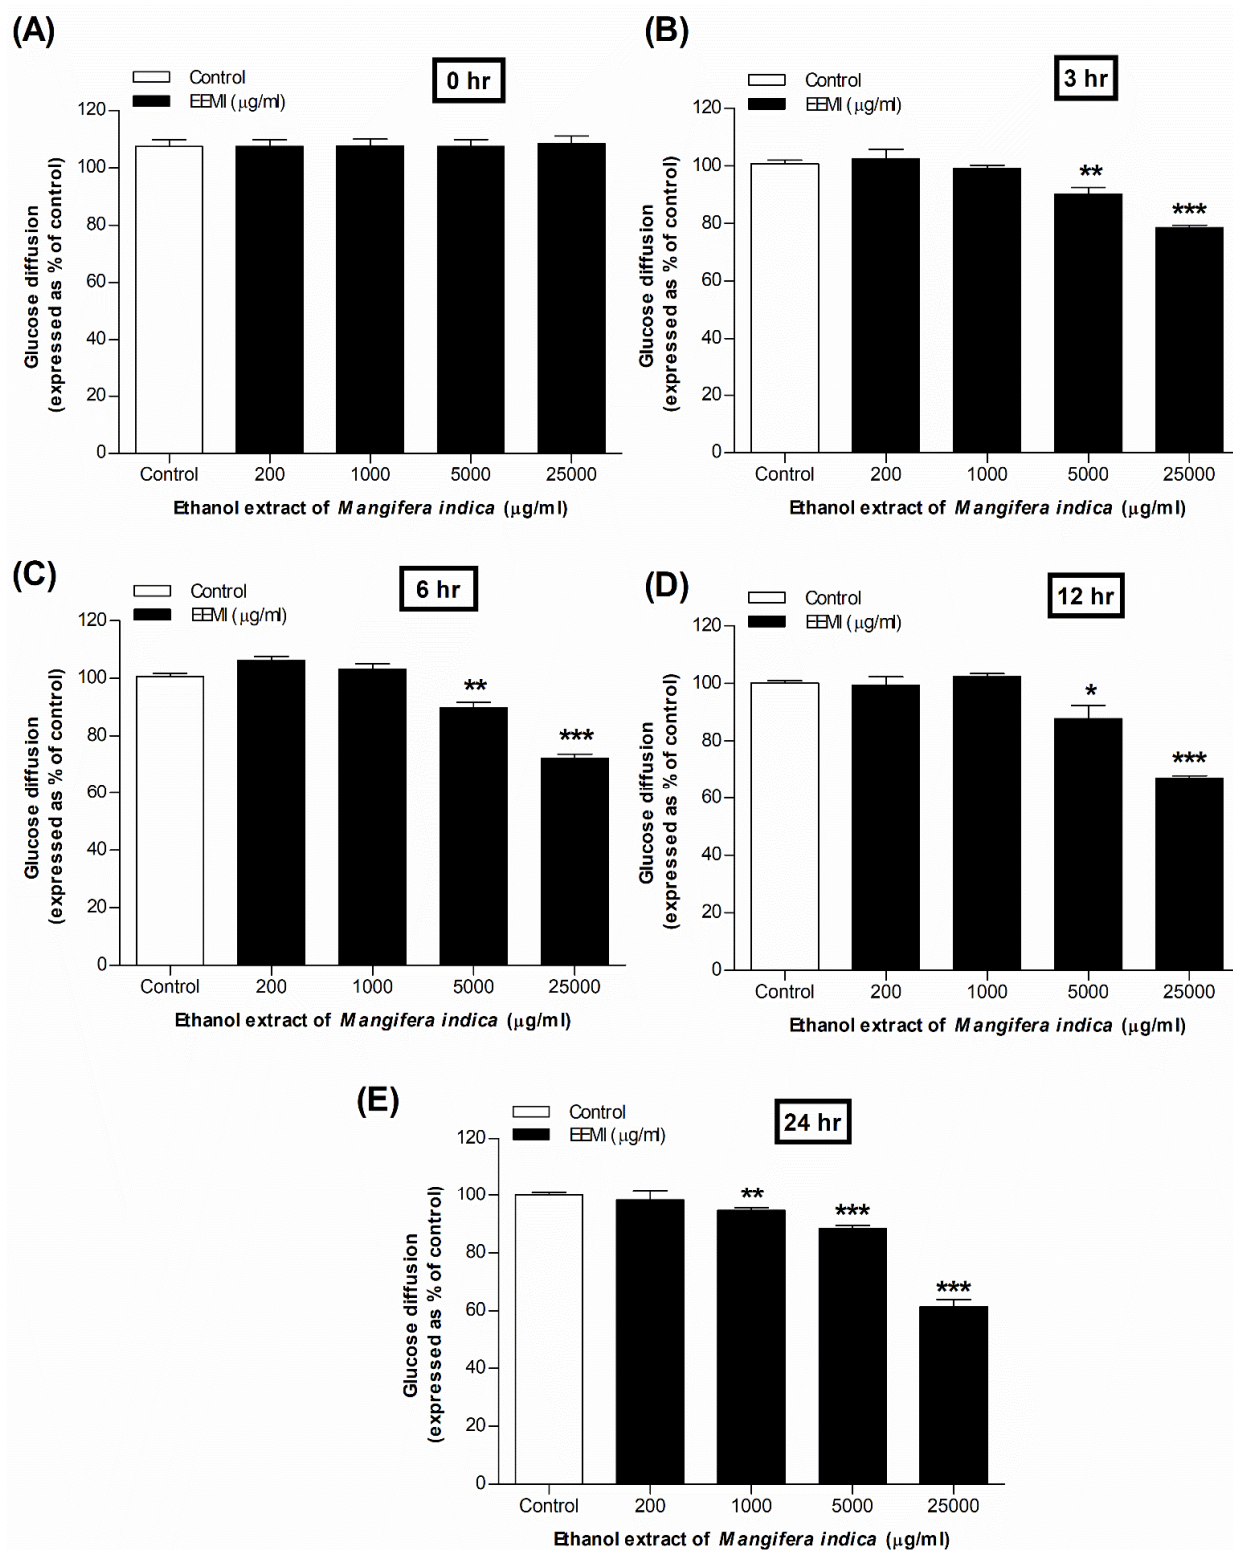 (A)
0 hr
Control
EEMI (μg/ml)
Glucose diffusion
(expressed as % of control)
120
100
80
60
40
20
0
Control 200 1000 5000 25000
Ethanol extract of Mangifera indica (μg/ml)
(B)
3 hr
Control
EEMI (μg/ml)
Glucose diffusion
(expressed as % of control)
120
100
80
60
40
20
0
**
***
Control 200 1000 5000 25000
Ethanol extract of Mangifera indica (μg/ml)
(C)
6 hr
Control
EEMI (μg/ml)
Glucose diffusion
(expressed as % of control)
120
100
80
60
40
20
0
**
***
Control 200 1000 5000 25000
Ethanol extract of Mangifera indica (μg/ml)
(D)
12 hr
Control
EEMI (μg/ml)
Glucose diffusion
(expressed as % of control)
120
100
80
60
40
20
0
*
***
Control 200 1000 5000 25000
Ethanol extract of Mangifera indica (μg/ml)
(E)
24 hr
Control
EEMI (μg/ml)
Glucose diffusion
(expressed as % of control)
120
100
80
60
40
20
0
**
***
***
Control 200 1000 5000 25000
Ethanol extract of Mangifera indica (μg/ml)